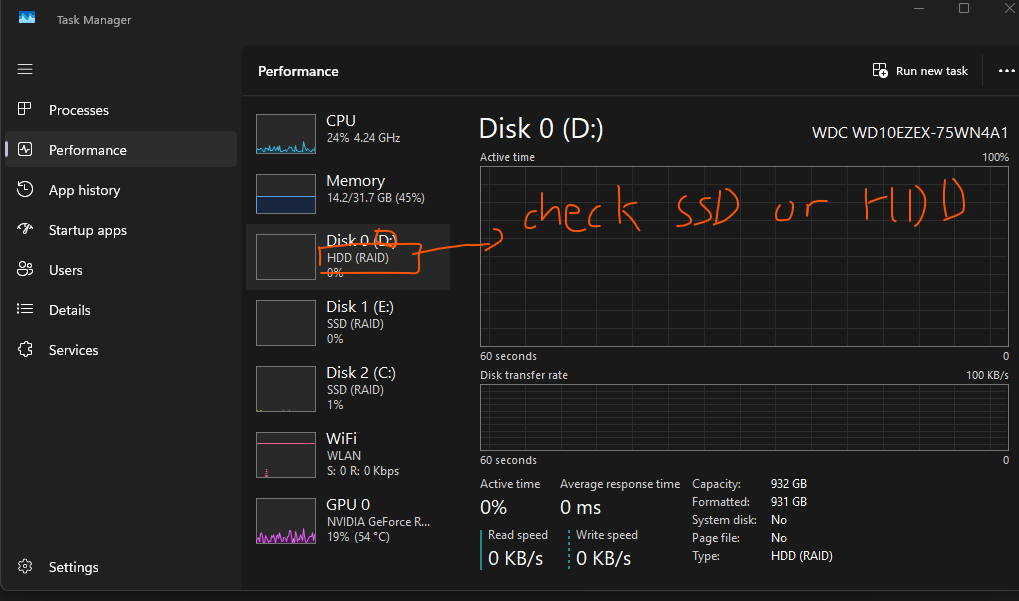 Task Manager
Performance
Run new task
Processes
Performance
App history
Startup apps
Users
Details
Services
Settings
CPU
24% 4.24 GHz
Memory
14.2/31.7 GB (45%)
Disk 0 (D:)
HDD (RAID)
0%
Disk 1 (E:)
SSD (RAID)
0%
Disk 2 (C:)
SSD (RAID)
1%
WiFi
WLAN
S: 0 R: 0 Kbps
GPU 0
NVIDIA GeForce R...
19% (54 °C)
Disk 0 (D:)
WDC WD10EZEX-75WN4A1
Active time
100%
check SSD or HDD
60 seconds
0
Disk transfer rate
100 KB/s
60 seconds
0
Active time
0%
Average response time
0 ms
Read speed
0 KB/s
Write speed
0 KB/s
Capacity: 932 GB
Formatted: 931 GB
System disk: No
Page file: No
Type: HDD (RAID)